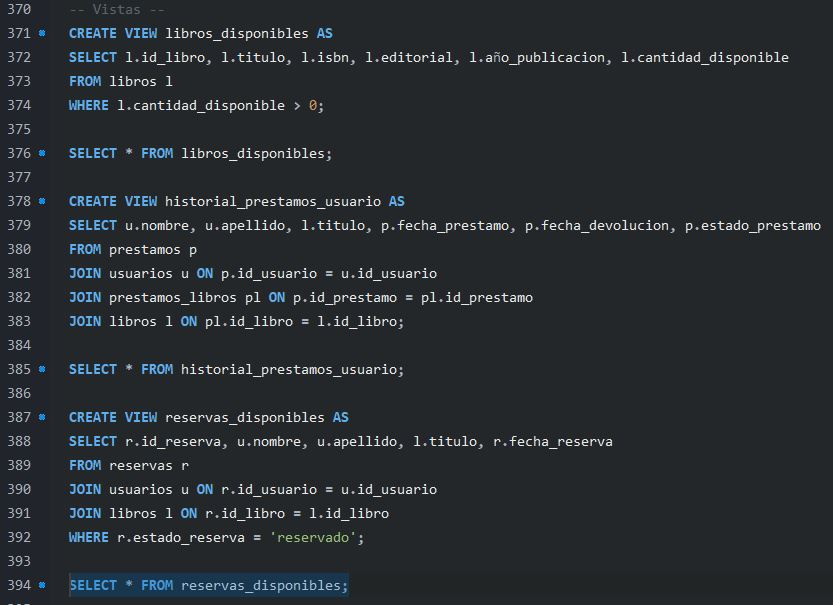 370 -- Vistas --
371 CREATE VIEW libros_disponibles AS
372 SELECT l.id_libro, l.titulo, l.isbn, l.editorial, l.año_publicacion, l.cantidad_disponible
373 FROM libros l
374 WHERE l.cantidad_disponible > 0;
375
376 SELECT * FROM libros_disponibles;
377
378 CREATE VIEW historial_prestamos_usuario AS
379 SELECT u.nombre, u.apellido, l.titulo, p.fecha_prestamo, p.fecha_devolucion, p.estado_prestamo
380 FROM prestamos p
381 JOIN usuarios u ON p.id_usuario = u.id_usuario
382 JOIN prestamos_libros pl ON p.id_prestamo = pl.id_prestamo
383 JOIN libros l ON pl.id_libro = l.id_libro;
384
385 SELECT * FROM historial_prestamos_usuario;
386
387 CREATE VIEW reservas_disponibles AS
388 SELECT r.id_reserva, u.nombre, u.apellido, l.titulo, r.fecha_reserva
389 FROM reservas r
390 JOIN usuarios u ON r.id_usuario = u.id_usuario
391 JOIN libros l ON r.id_libro = l.id_libro
392 WHERE r.estado_reserva = 'reservado';
393
394 SELECT * FROM reservas_disponibles;